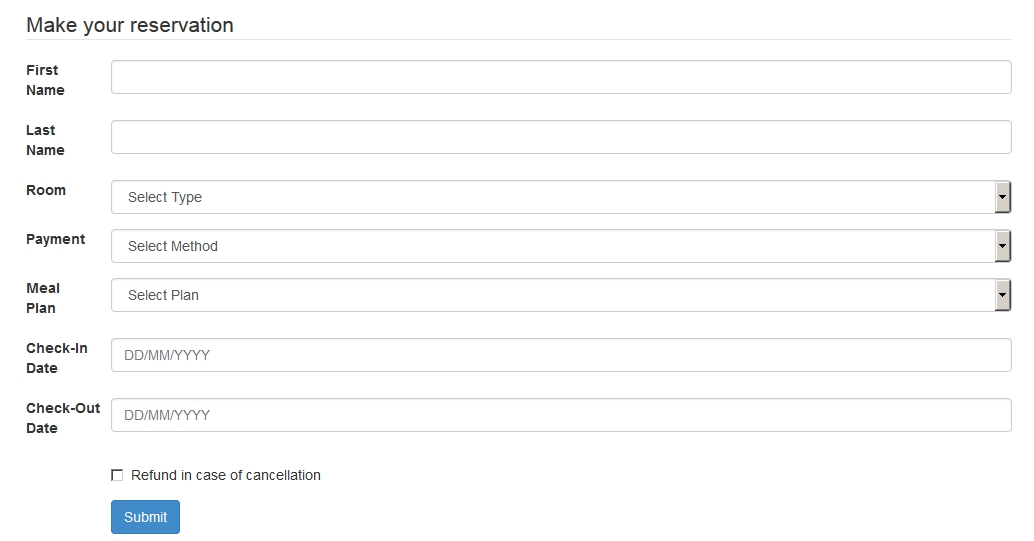 Make your reservation
First
Name
Last
Name
Room
Select Type
Payment
Select Method
Meal
Plan
Select Plan
Check-In
Date
DD/MM/YYYY
Check-Out
Date
DD/MM/YYYY
Refund in case of cancellation
Submit